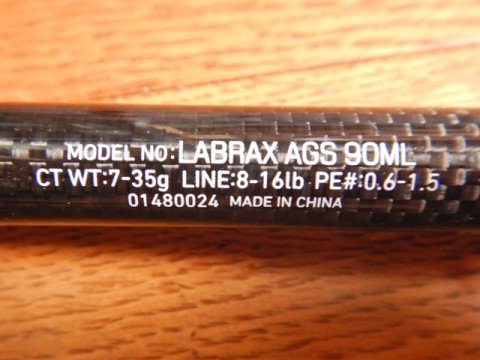 MODEL NO:LABRAX AGS 90ML
CT WT:7-35g LINE:8-16lb PE#:0.6-1.5
01480024 MADE IN CHINA